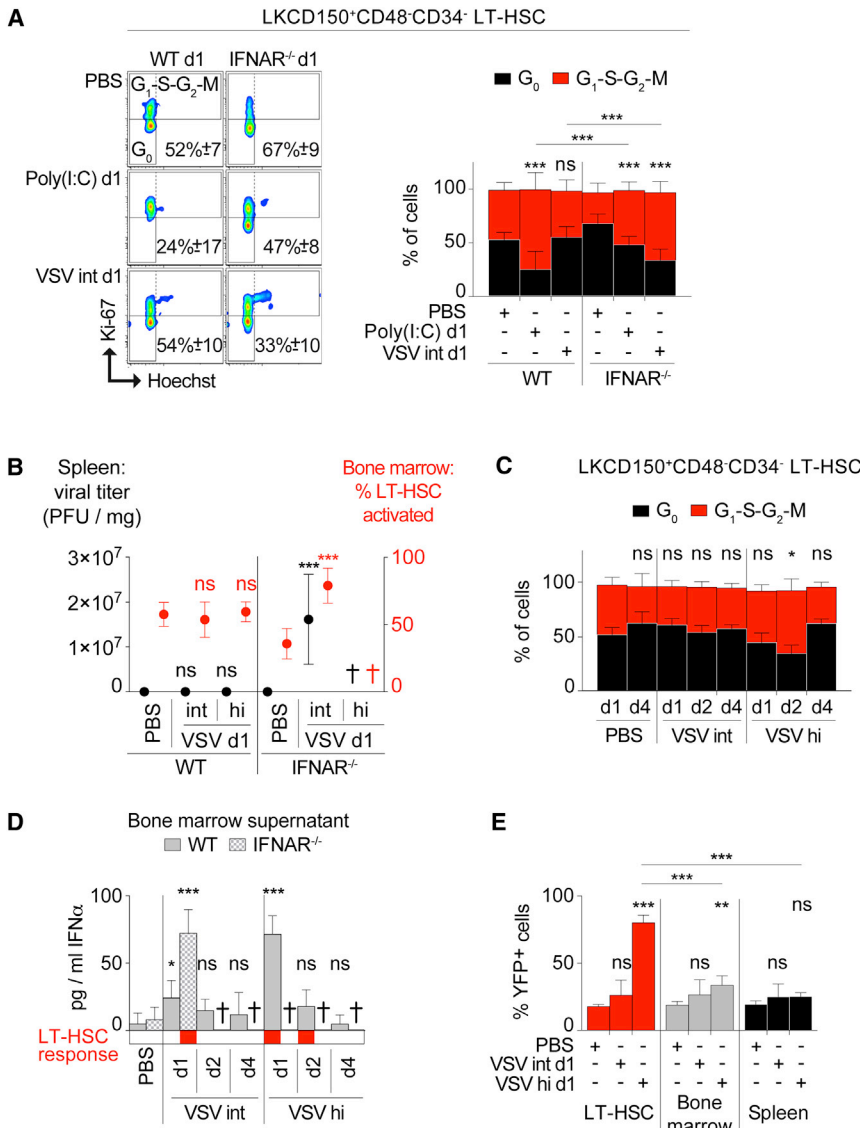 A
LKCD150⁺CD48⁻CD34⁻ LT-HSC
WT d1 IFNAR⁻/⁻ d1
PBS
G₁-S-G₂-M
G₀ 52%±7 67%±9
Poly(I:C) d1
24%±17 47%±8
VSV int d1
54%±10 33%±10
Ki-67
Hoechst
G₀ G₁-S-G₂-M
***
***
*** ns *** ***
100
50
0
% of cells
PBS + - - + - -
Poly(I:C) d1 - + - - + -
VSV int d1 - - + - - +
WT IFNAR⁻/⁻
B
Spleen:
viral titer
(PFU / mg)
Bone marrow:
% LT-HSC
activated
3×10⁷
2×10⁷
1×10⁷
0
100
50
0
ns ns *** ***
ns ns † †
PBS int hi PBS int hi
VSV d1 VSV d1
WT IFNAR⁻/⁻
C
LKCD150⁺CD48⁻CD34⁻ LT-HSC
G₀ G₁-S-G₂-M
ns ns ns ns ns * ns
100
50
0
% of cells
d1 d4 d1 d2 d4 d1 d2 d4
PBS VSV int VSV hi
D
Bone marrow supernatant
WT IFNAR⁻/⁻
100
50
0
pg / ml IFNα
* *** ns ns *** ns ns
† † † † †
LT-HSC
response
PBS d1 d2 d4 d1 d2 d4
VSV int VSV hi
E
***
***
ns *** ns ** ns ns
100
50
0
% YFP⁺ cells
PBS + - - + - - + - -
VSV int d1 - + - - + - - + -
VSV hi d1 - - + - - + - - +
LT-HSC Bone Spleen
marrow